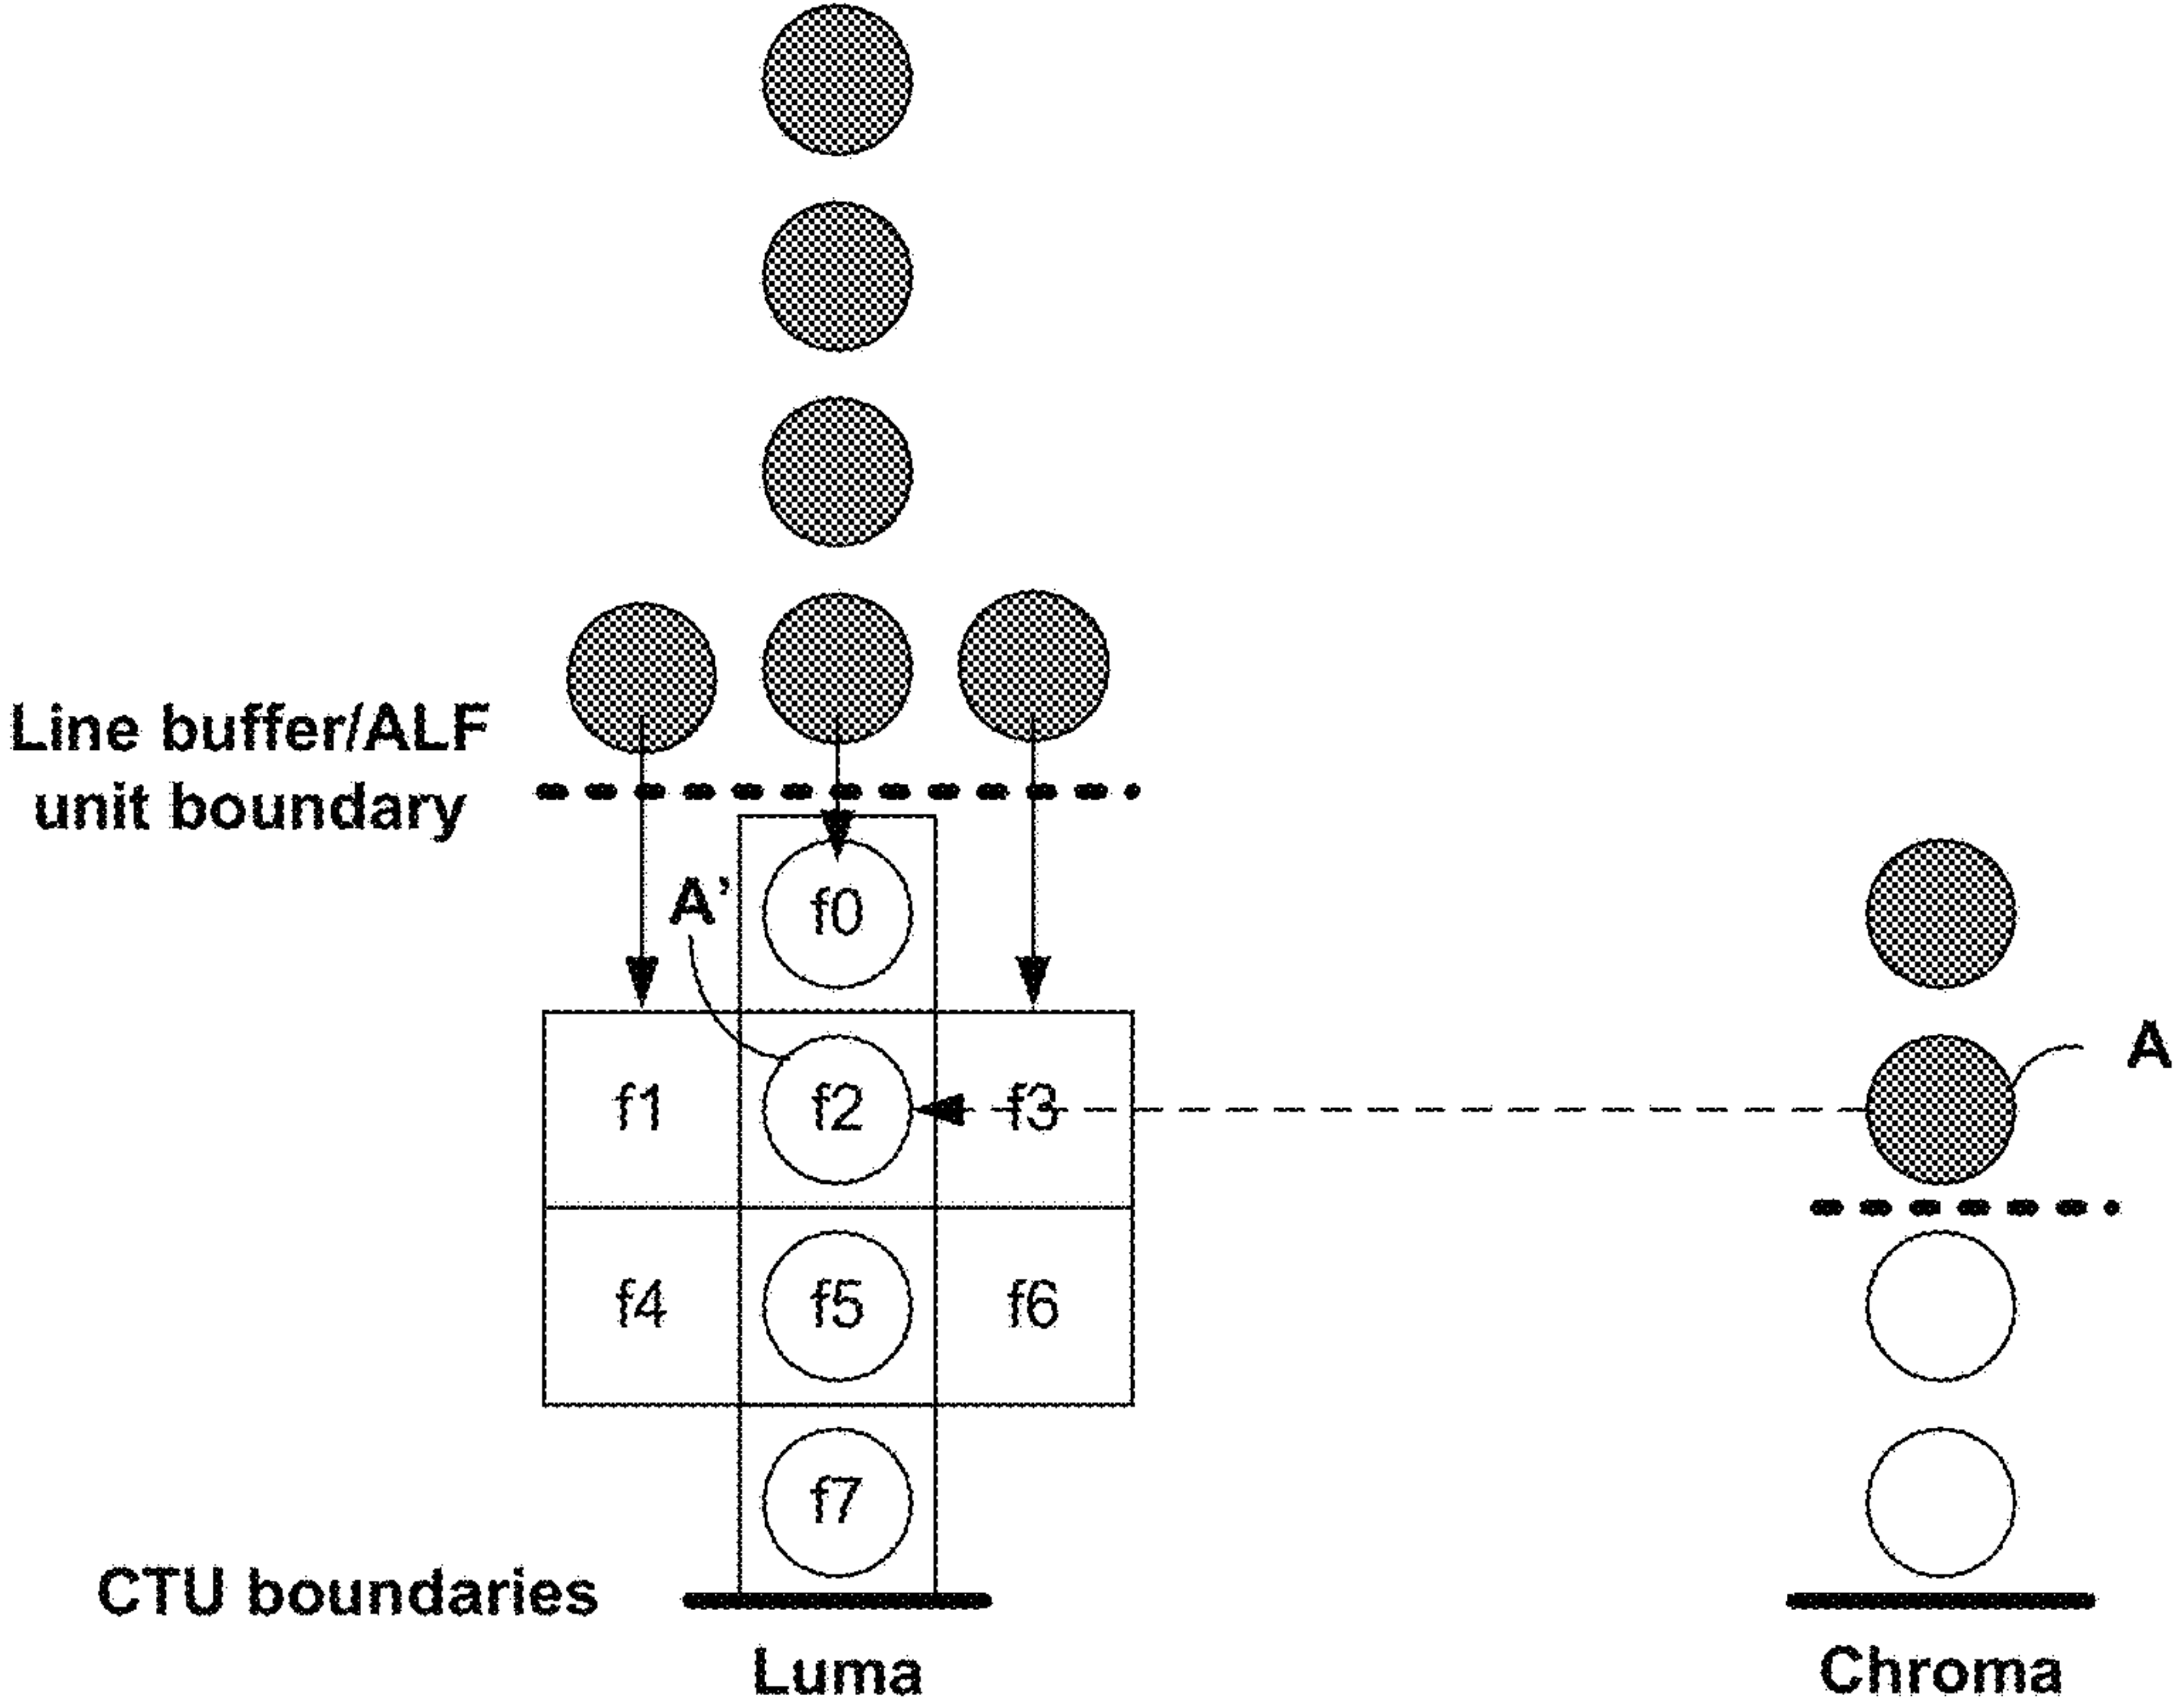 Line buffer/ALF
unit boundary
A’
f0
A
f1
f2
f3
f4
f5
f6
f7
CTU boundaries
Luma
Chroma